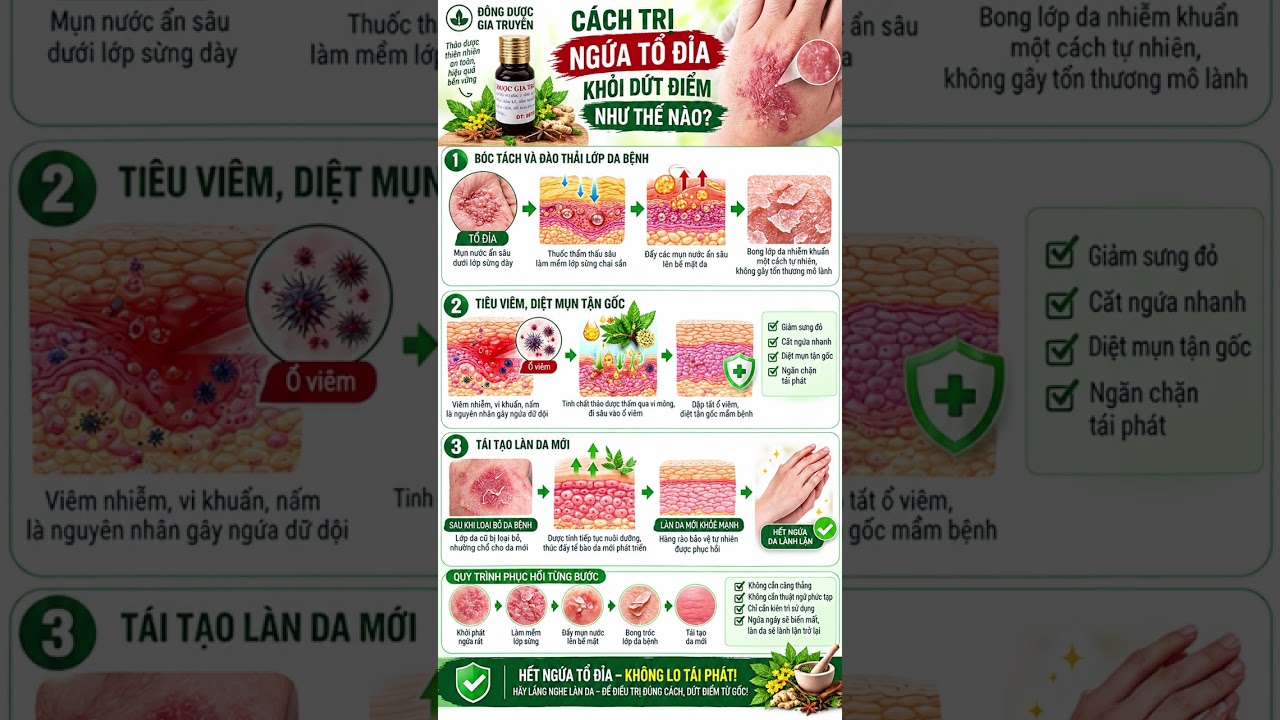 ĐÔNG DƯỢC
GIA TRUYỀN
Thảo dược
thiên nhiên
an toàn,
hiệu quả
bền vững
CÁCH TRỊ
NGỨA TỔ ĐỈA
KHỎI DỨT ĐIỂM
NHƯ THẾ NÀO?
1 BÓC TÁCH VÀ ĐÀO THẢI LỚP DA BỆNH
TỔ ĐỈA
Mụn nước ẩn sâu
dưới lớp sừng dày
Thuốc thẩm thấu sâu
làm mềm lớp sừng chai sần
Đẩy các mụn nước ẩn sâu
lên bề mặt da
Bong lớp da nhiễm khuẩn
một cách tự nhiên,
không gây tổn thương mô lành
2 TIÊU VIÊM, DIỆT MỤN TẬN GỐC
Ổ viêm
Viêm nhiễm, vi khuẩn, nấm
là nguyên nhân gây ngứa dữ dội
Tinh chất thảo dược thấm qua vi mỏng,
đi sâu vào ổ viêm
Dập tất ổ viêm,
diệt tận gốc mầm bệnh
Giảm sưng đỏ
Cắt ngứa nhanh
Diệt mụn tận gốc
Ngăn chặn
tái phát
3 TÁI TẠO LÀN DA MỚI
SAU KHI LOẠI BỎ DA BỆNH
Lớp da cũ bị loại bỏ,
nhường chỗ cho da mới
Dược tính tiếp tục nuôi dưỡng,
thúc đẩy tế bào da mới phát triển
LÀN DA MỚI KHỎE MẠNH
Hàng rào bảo vệ tự nhiên
được phục hồi
HẾT NGỨA
DA LÀNH LẶN
QUY TRÌNH PHỤC HỒI TỪNG BƯỚC
Khởi phát
ngứa rát
Làm mềm
lớp sừng
Đẩy mụn nước
lên bề mặt
Bong tróc
lớp da bệnh
Tái tạo
da mới
Không cần căng thẳng
Không cần thuật ngữ phức tạp
Chỉ cần kiên trì sử dụng
Ngứa ngáy sẽ biến mất,
làn da sẽ lành lặn trở lại
HẾT NGỨA TỔ ĐỈA – KHÔNG LO TÁI PHÁT!
HÃY LẮNG NGHE LÀN DA – ĐỂ ĐIỀU TRỊ ĐÚNG CÁCH, DỨT ĐIỂM TỪ GỐC!
ẩn sâu
dưới lớp sừng dày
Thuốc th
làm mềm lớ
ẩn sâu
Bong lớp da nhiễm khuẩn
một cách tự nhiên,
không gây tổn thương mô lành
2 TIÊU VIÊM, DIỆT MỤN
Ổ viêm
Viêm nhiễm, vi khuẩn, nấm
là nguyên nhân gây ngứa dữ dội
Tinh
Giảm sưng đỏ
Cắt ngứa nhanh
Diệt mụn tận gốc
Ngăn chặn
tái phát
tất ổ viêm,
gốc mầm bệnh
3 TÁI TẠO LÀN DA MỚI